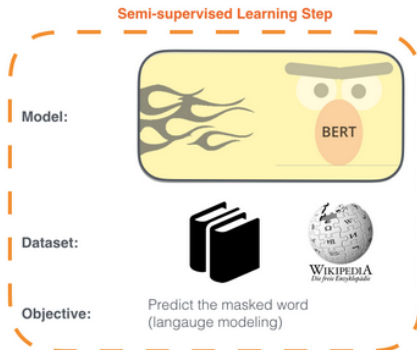 Semi-supervised Learning Step
Model:
BERT
Dataset:
WIKIPEDIA
Die freie Enzyklopädie
Objective:
Predict the masked word
(langauge modeling)